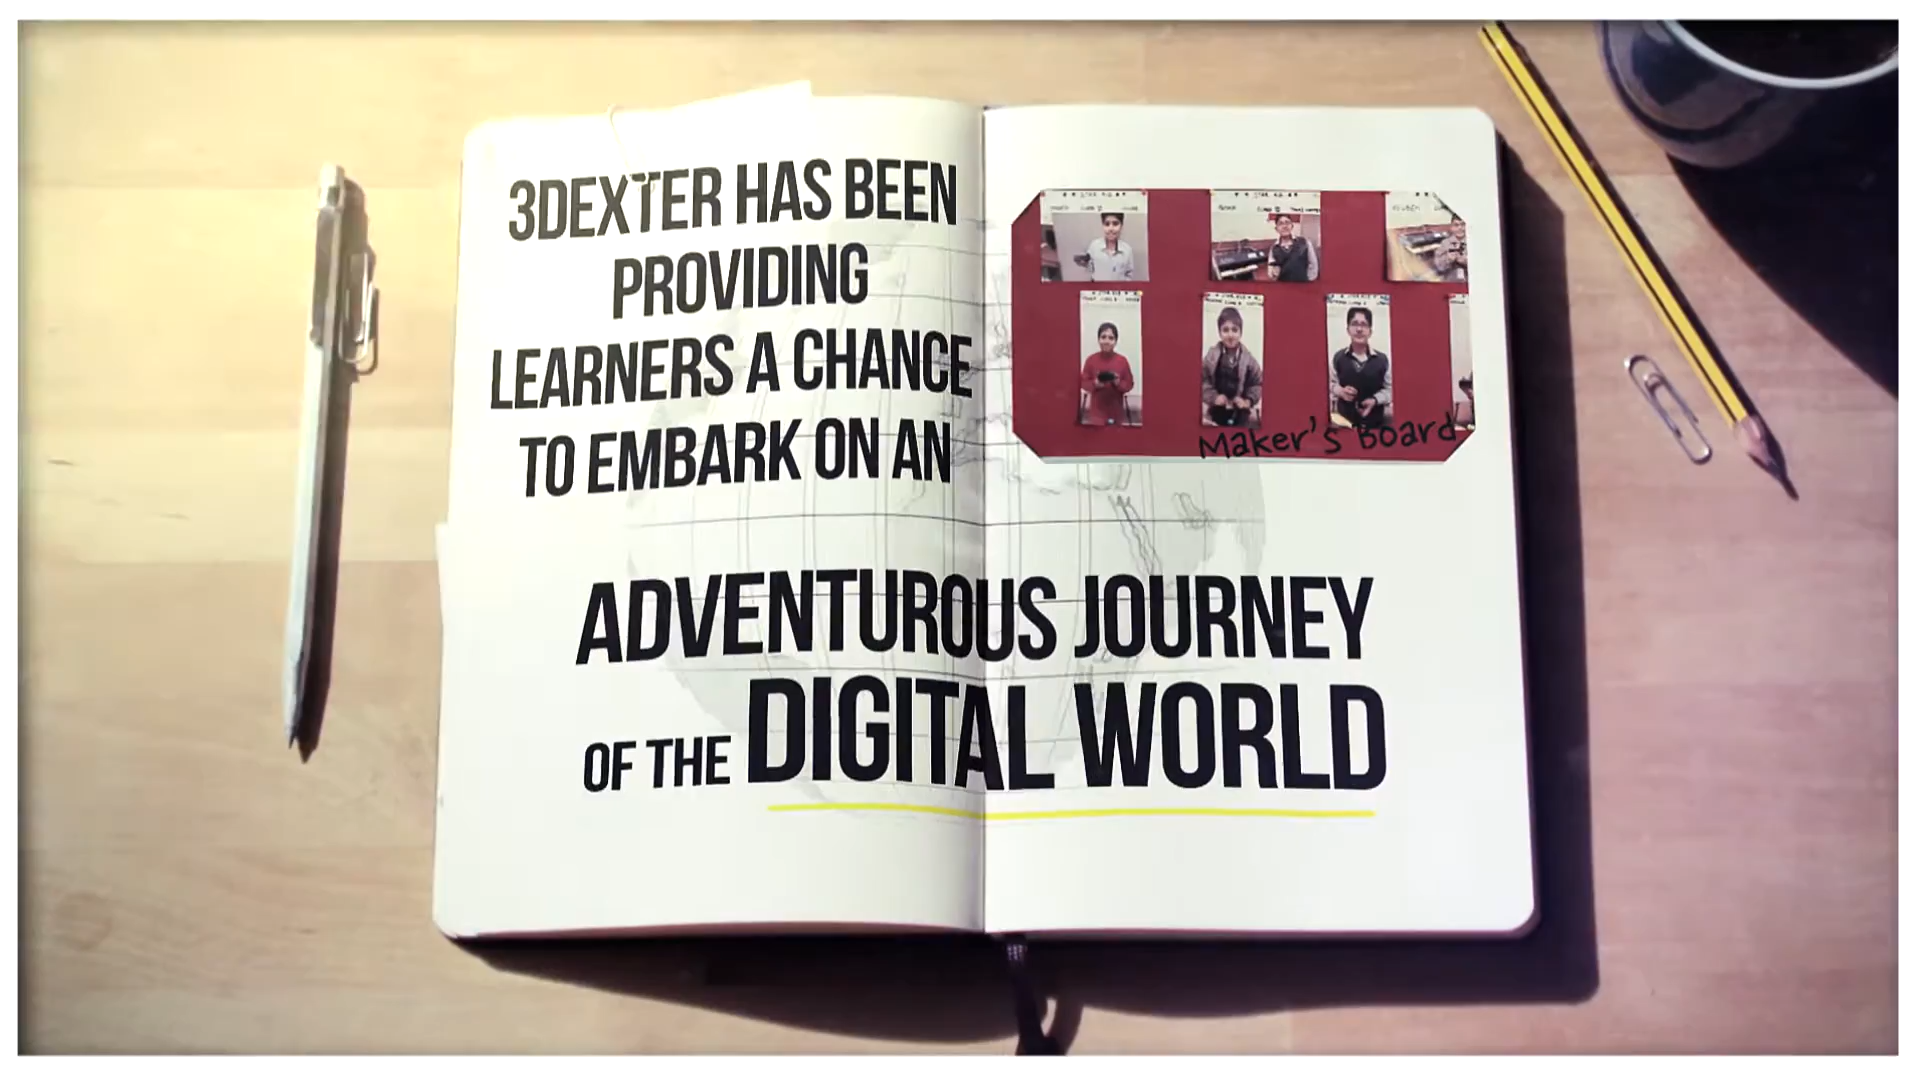 3DEXTER HAS BEEN
PROVIDING
LEARNERS A CHANCE
TO EMBARK ON AN
Maker's Board
ADVENTUROUS JOURNEY
OF THE DIGITAL WORLD